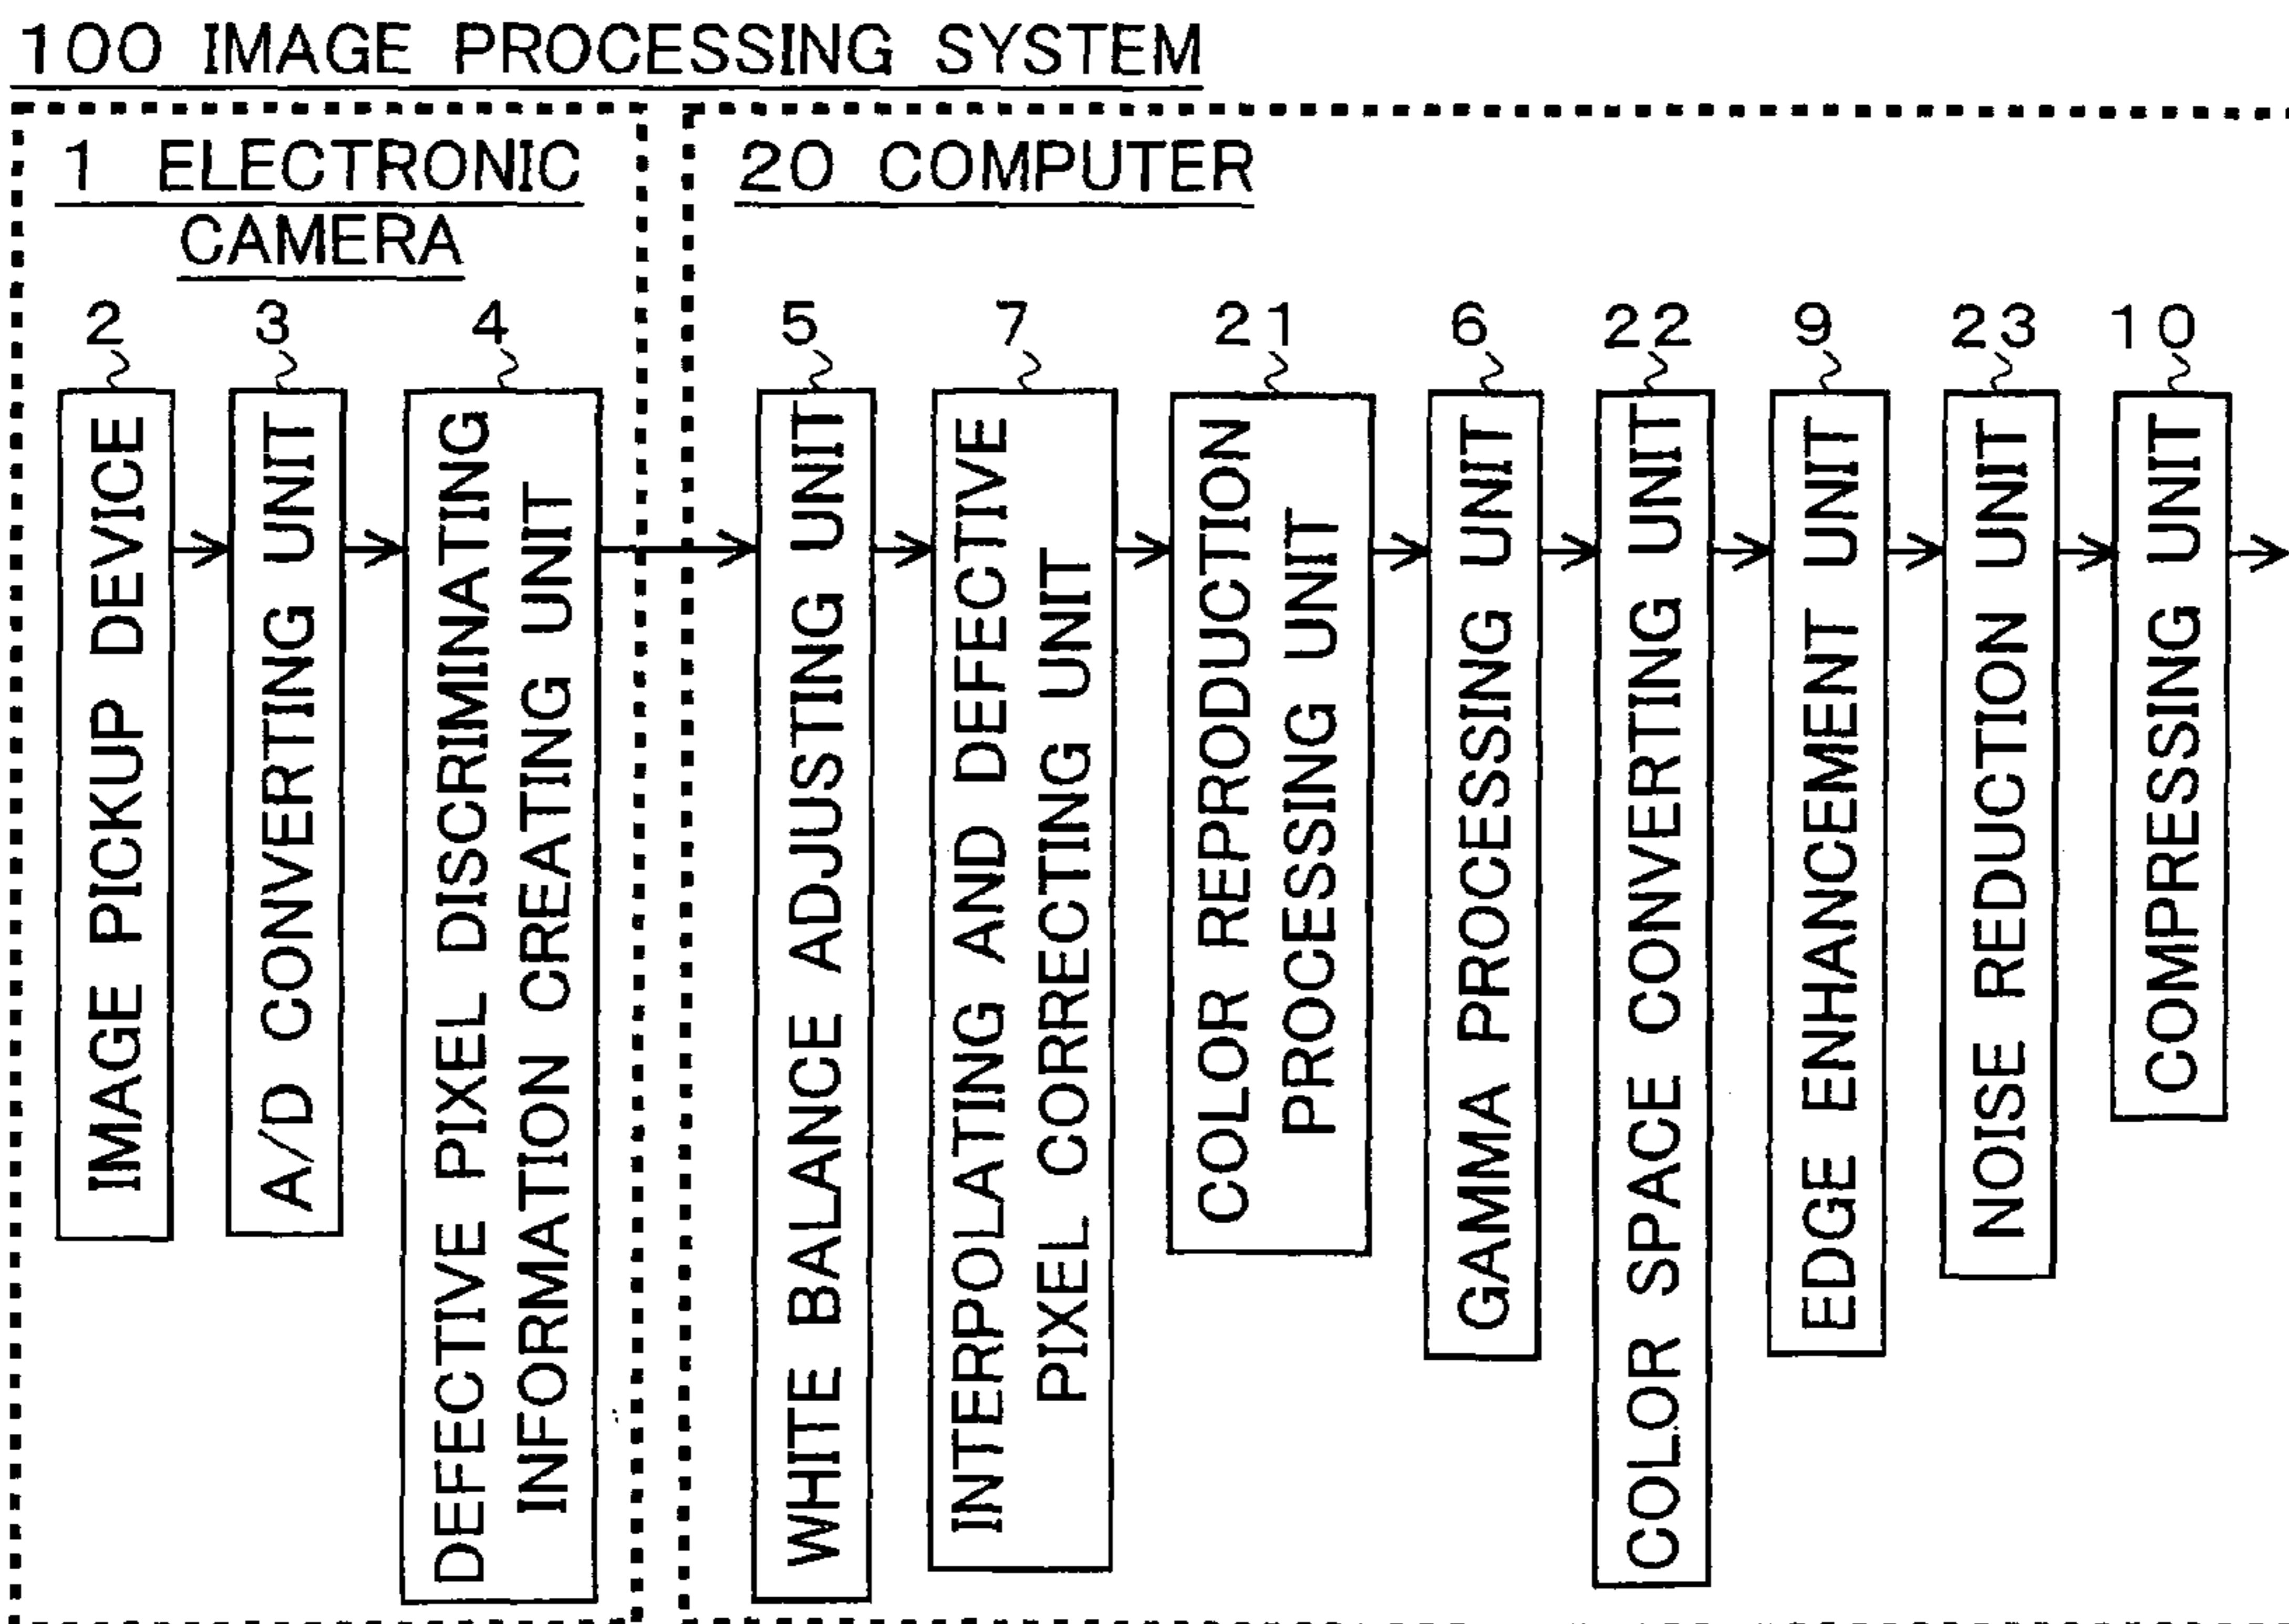 100 IMAGE PROCESSING SYSTEM
1 ELECTRONIC
CAMERA
20 COMPUTER
2
IMAGE PICKUP DEVICE
3
A/D CONVERTING UNIT
4
DEFECTIVE PIXEL DISCRIMINATING
INFORMATION CREATING UNIT
5
WHITE BALANCE ADJUSTING UNIT
7
INTERPOLATING AND DEFECTIVE
PIXEL CORRECTING UNIT
21
COLOR REPRODUCTION
PROCESSING UNIT
6
GAMMA PROCESSING UNIT
22
COLOR SPACE CONVERTING UNIT
9
EDGE ENHANCEMENT UNIT
23
NOISE REDUCTION UNIT
10
COMPRESSING UNIT